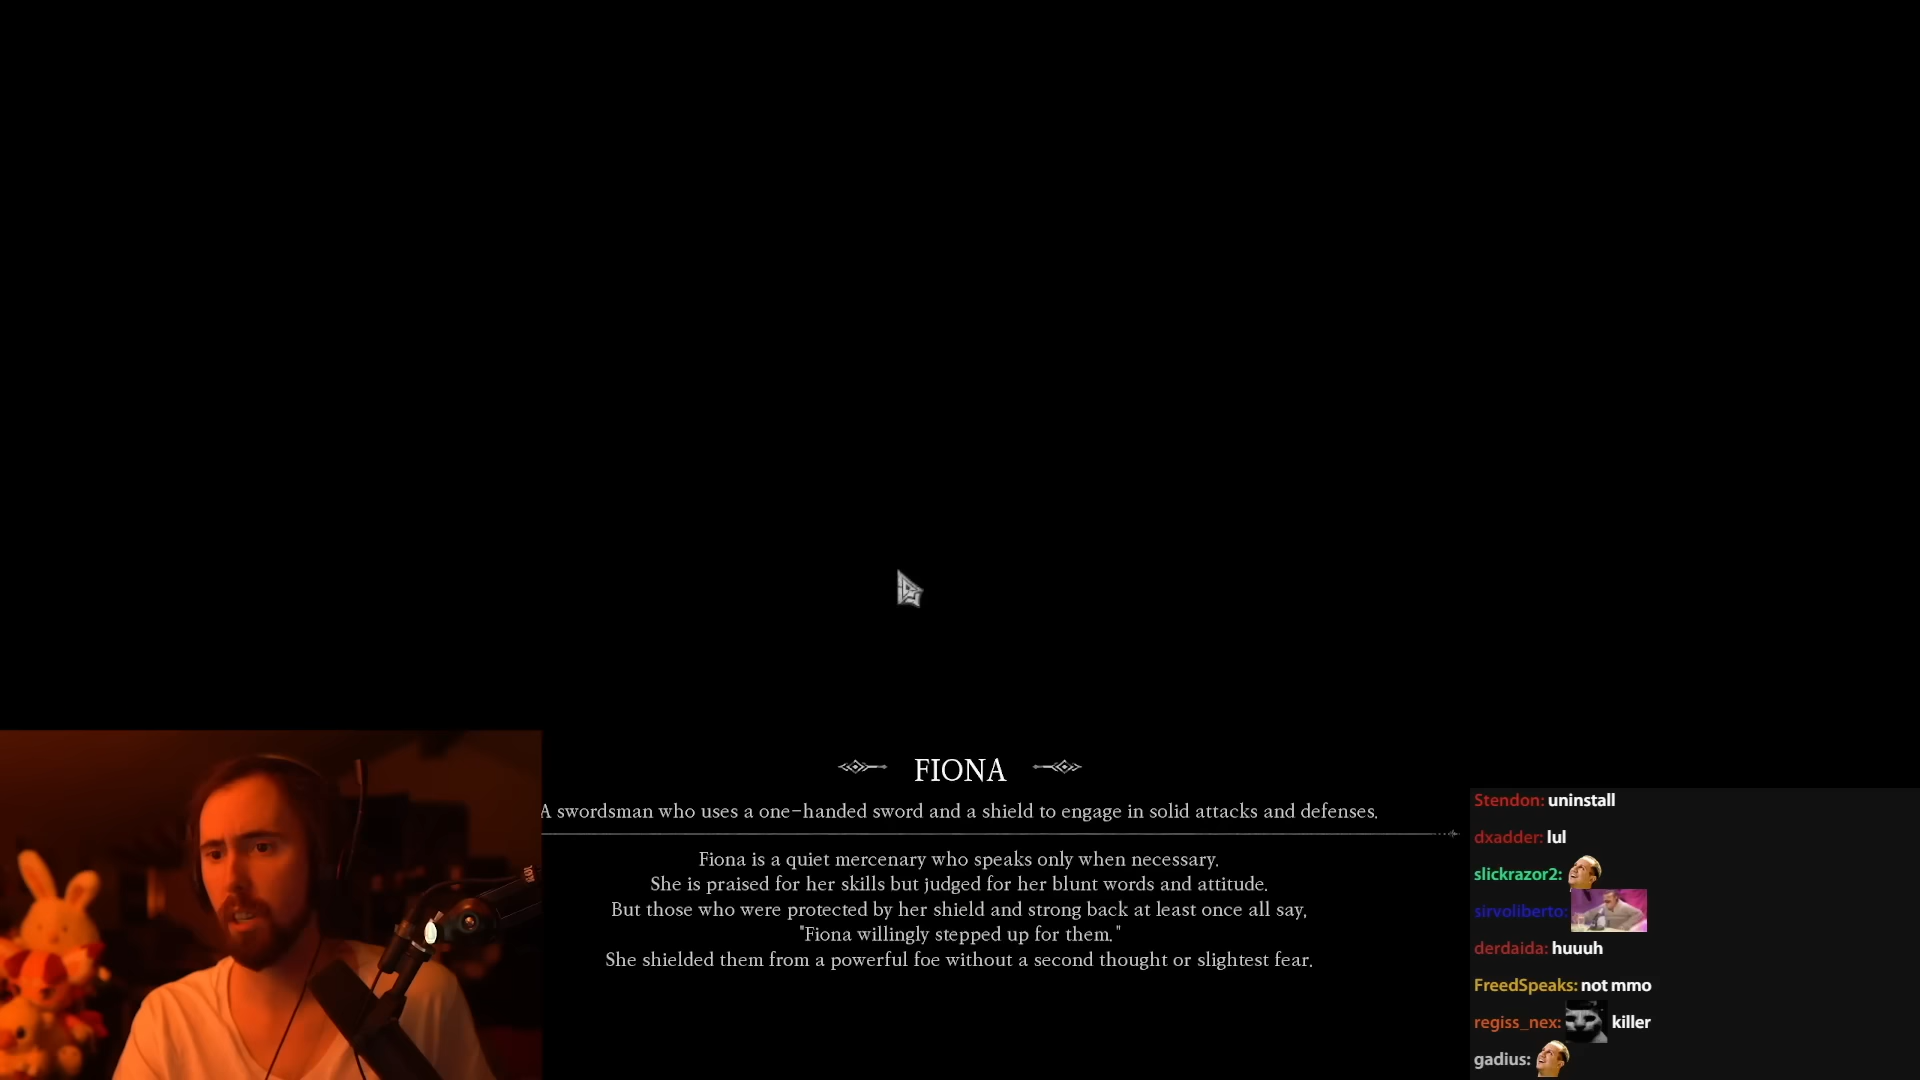 FIONA
A swordsman who uses a one-handed sword and a shield to engage in solid attacks and defenses.
Fiona is a quiet mercenary who speaks only when necessary.
She is praised for her skills but judged for her blunt words and attitude.
But those who were protected by her shield and strong back at least once all say,
"Fiona willingly stepped up for them."
She shielded them from a powerful foe without a second thought or slightest fear.
Stendon: uninstall
dxadder: lul
slickrazor2:
sirvoliberto:
derdaida: huuuh
FreedSpeaks: not mmo
regiss_nex: killer
gadius: